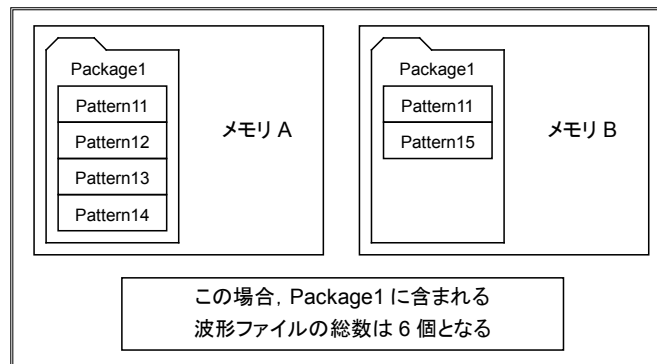 Package1
Pattern11
Pattern12
Pattern13
Pattern14
メモリ A
Package1
Pattern11
Pattern15
メモリ B
この場合，Package1 に含まれる
波形ファイルの総数は 6 個となる